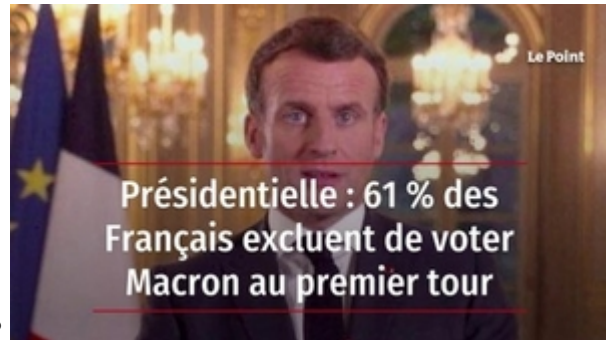 Le Point
Présidentielle : 61 % des
Français excluent de voter
Macron au premier tour